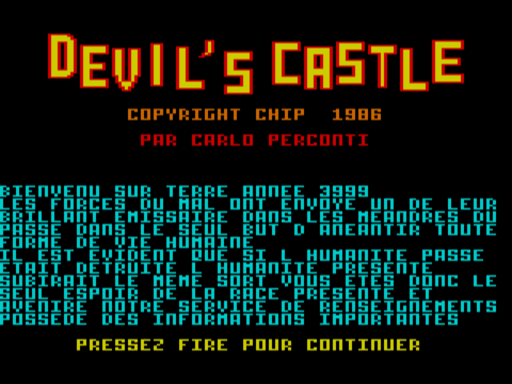 DEVIL'S CASTLE
COPYRIGHT CHIP 1986
PAR CARLO PERCONTI
BIENVENU SUR TERRE ANNEE 3999
LES FORCES DU MAL ONT ENVOYE UN DE LEUR
BRILLANT EMISSAIRE DANS LES MEANDRES DU
PASSE DANS LE SEUL BUT D ANEANTIR TOUTE
FORME DE VIE HUMAINE
IL EST EVIDENT QUE SI L HUMANITE PASSE
ETAIT DETRUITE L HUMANITE PRESENTE
SUBIRAIT LE MEME SORT VOUS ETES DONC LE
SEUL ESPOIR DE LA RACE PRESENTE ET
AVENIRE NOTRE SERVICE DE RENSEIGNEMENTS
POSSEDE DES INFORMATIONS IMPORTANTES
PRESSEZ FIRE POUR CONTINUER